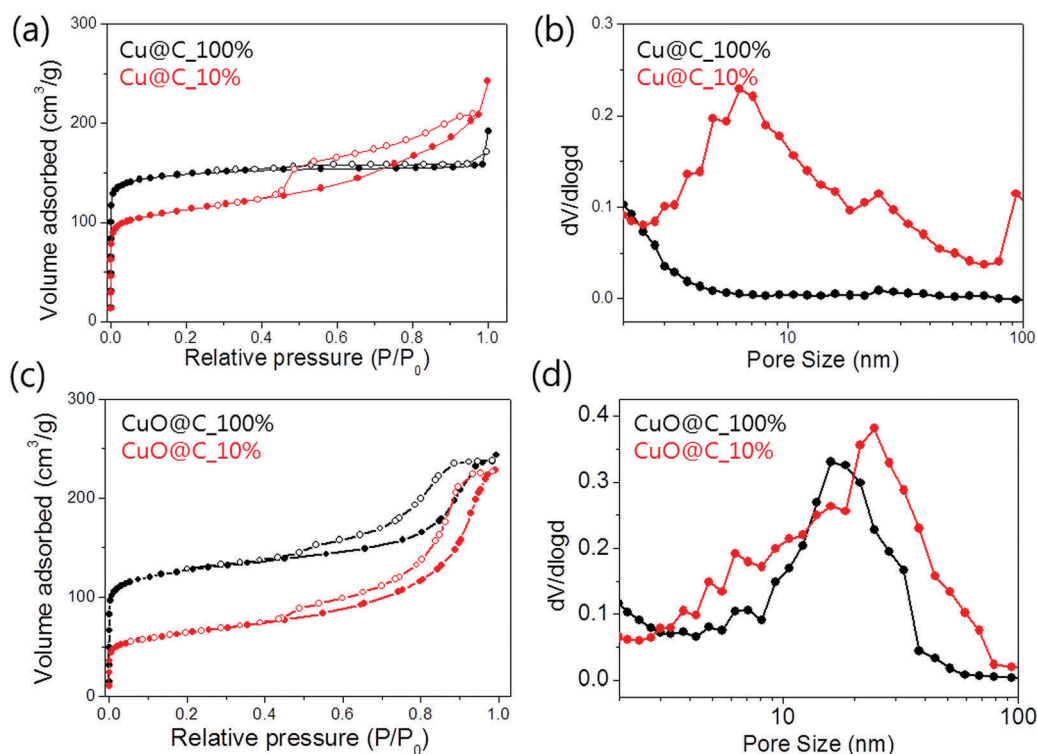 (a)
300
Cu@C_100%
Cu@C_10%
200
100
0
Volume adsorbed (cm³/g)
0.0 0.2 0.4 0.6 0.8 1.0
Relative pressure (P/P₀)
(b)
0.3
Cu@C_100%
Cu@C_10%
0.2
0.1
0.0
dV/dlogd
10 100
Pore Size (nm)
(c)
300
CuO@C_100%
CuO@C_10%
200
100
0
Volume adsorbed (cm³/g)
0.0 0.2 0.4 0.6 0.8 1.0
Relative pressure (P/P₀)
(d)
0.4
CuO@C_100%
CuO@C_10%
0.3
0.2
0.1
0.0
dV/dlogd
10 100
Pore Size (nm)